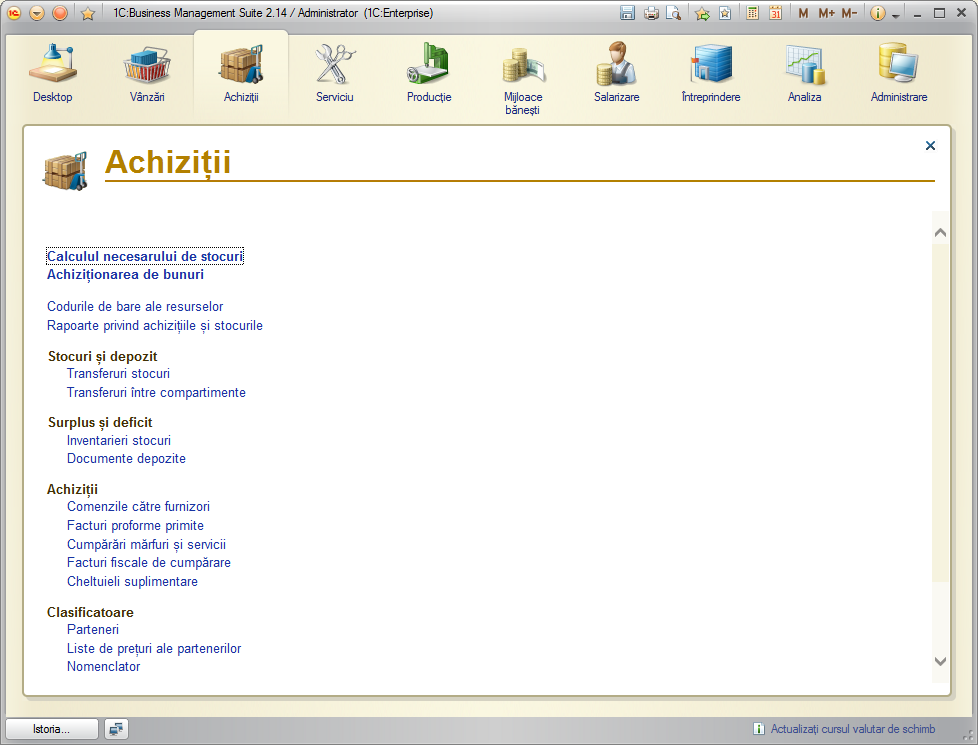 1C:Business Management Suite 2.14 / Administrator (1C:Enterprise)
M M+ M-
Desktop
Vânzări
Achiziții
Serviciu
Producție
Mijloace bănești
Salarizare
Întreprindere
Analiza
Administrare
Achiziții
Calculul necesarului de stocuri
Achiziționarea de bunuri
Codurile de bare ale resurselor
Rapoarte privind achizițiile și stocurile
Stocuri și depozit
Transferuri stocuri
Transferuri între compartimente
Surplus și deficit
Inventarieri stocuri
Documente depozite
Achiziții
Comenzile către furnizori
Facturi proforme primite
Cumpărări mărfuri și servicii
Facturi fiscale de cumpărare
Cheltuieli suplimentare
Clasificatoare
Parteneri
Liste de prețuri ale partenerilor
Nomenclator
Istoria...
Actualizați cursul valutar de schimb